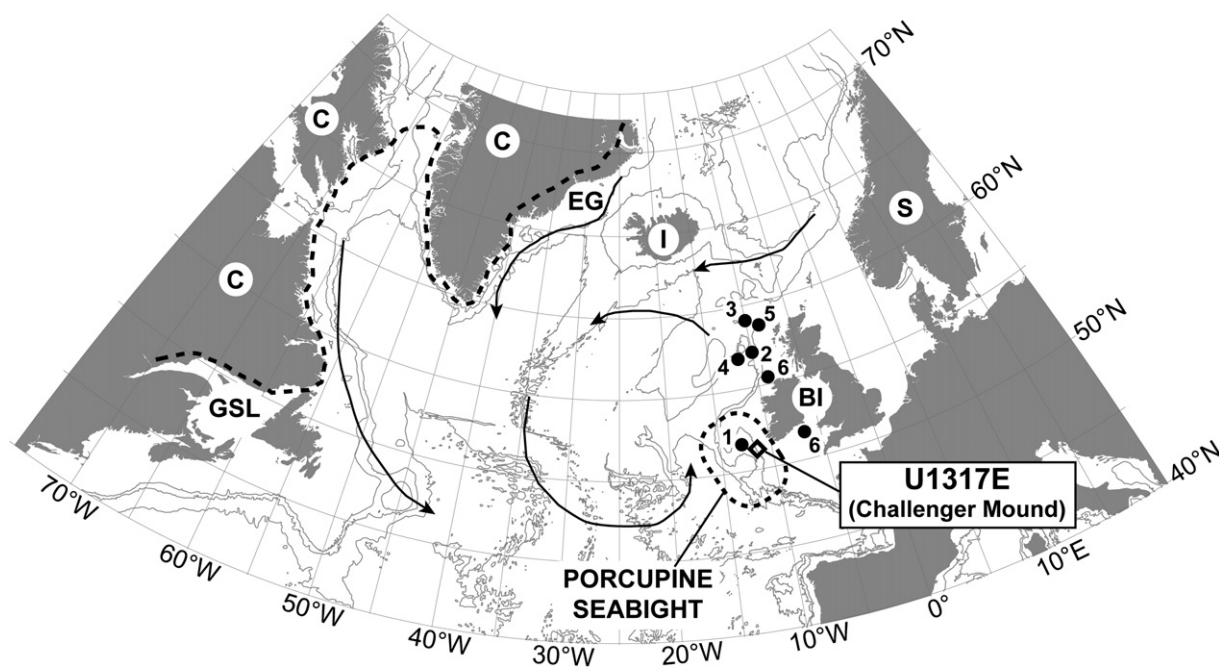 70°N
C
C
60°N
EG
S
I
C
50°N
3
5
2
4
6
GSL
BI
1
6
40°N
U1317E
(Challenger Mound)
70°W
10°E
60°W
PORCUPINE
SEABIGHT
0°
50°W
10°W
40°W
20°W
30°W